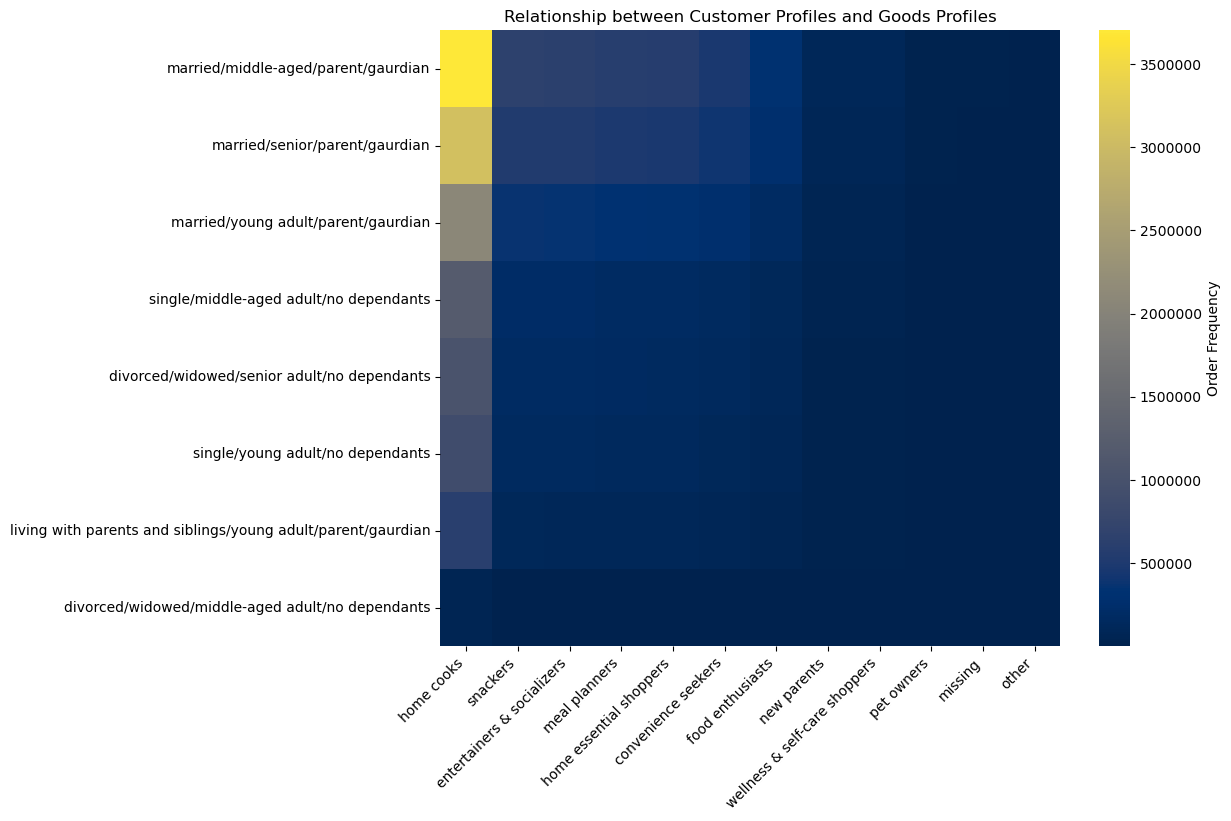 Relationship between Customer Profiles and Goods Profiles
married/middle-aged/parent/gaurdian
married/senior/parent/gaurdian
married/young adult/parent/gaurdian
single/middle-aged adult/no dependants
divorced/widowed/senior adult/no dependants
single/young adult/no dependants
living with parents and siblings/young adult/parent/gaurdian
divorced/widowed/middle-aged adult/no dependants
home cooks
snackers
entertainers & socializers
meal planners
home essential shoppers
convenience seekers
food enthusiasts
new parents
wellness & self-care shoppers
pet owners
missing
other
3500000
3000000
2500000
2000000
1500000
1000000
500000
Order Frequency